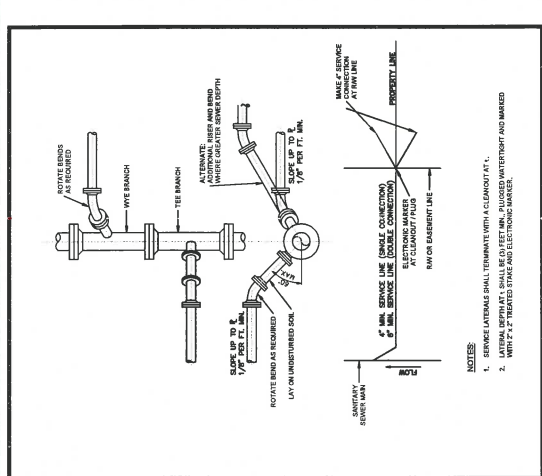 ROTATE BENDS
AS REQUIRED
WYE BRANCH
TEE BRANCH
ALTERNATE:
ADDITIONAL RISER AND BEND
WHERE GREATER SEWER DEPTH
SLOPE UP TO ℄
1/8" PER FT. MIN.
SLOPE UP TO ℄
1/8" PER FT. MIN.
60°
MAX.
ROTATE BEND AS REQUIRED
LAY ON UNDISTURBED SOIL
MAKE 4" SERVICE
CONNECTION
AT R/W LINE
PROPERTY LINE
4" MIN. SERVICE LINE (SINGLE CONNECTION)
6" MIN. SERVICE LINE (DOUBLE CONNECTION)
ELECTRONIC MARKER
AT CLEANOUT / PLUG
R/W OR EASEMENT LINE
SANITARY
SEWER MAIN
FLOW
NOTES:
1. SERVICE LATERALS SHALL TERMINATE WITH A CLEANOUT AT
2. LATERAL DEPTH AT SHALL BE (3) FEET MIN., PLUGGED WATERTIGHT AND MARKED
WITH 2" x 2" TREATED STAKE AND ELECTRONIC MARKER.